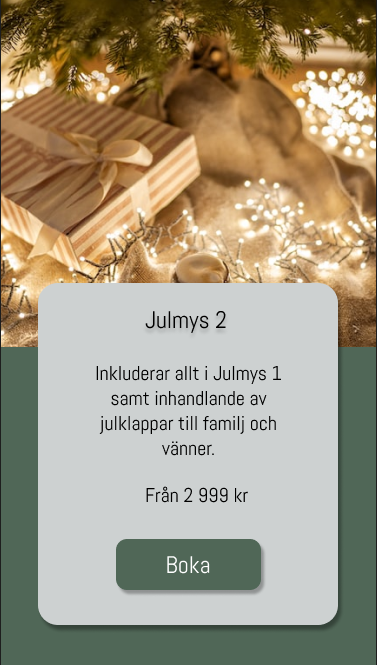 Julmys 2
Inkluderar allt i Julmys 1
samt inhandlande av
julklappar till familj och
vänner.
Från 2 999 kr
Boka